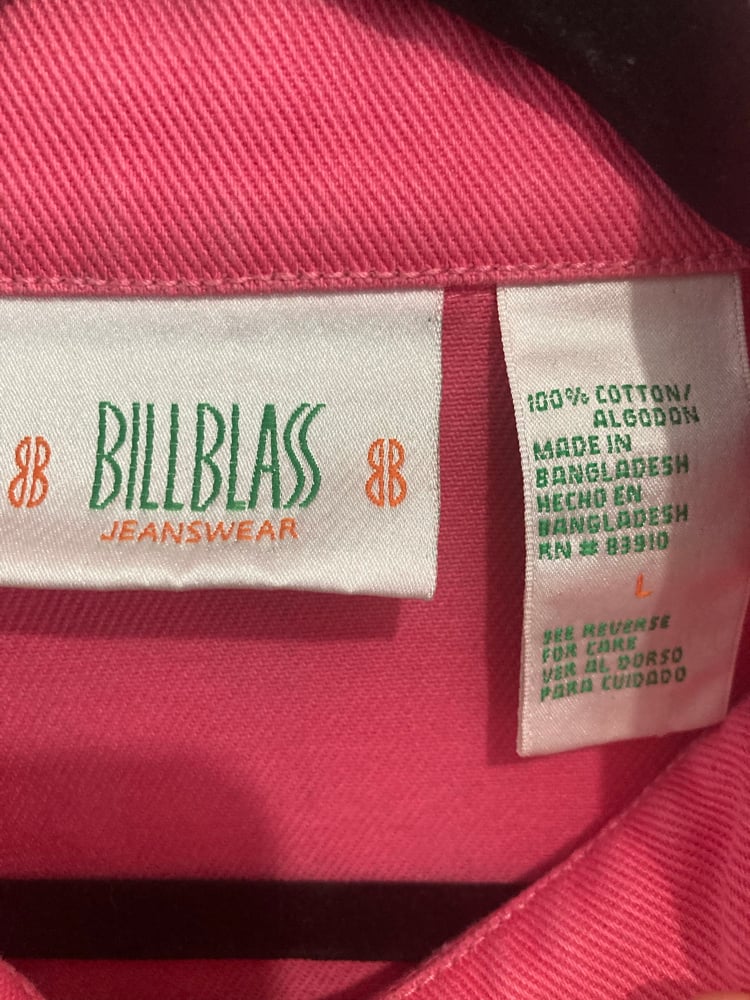 BB BILLBLASS BB
JEANSWEAR
100% COTTON/
ALGODON
MADE IN
BANGLADESH
HECHO EN
BANGLADESH
RN # 83910
L
SEE REVERSE
FOR CARE
VER AL DORSO
PARA CUIDADO